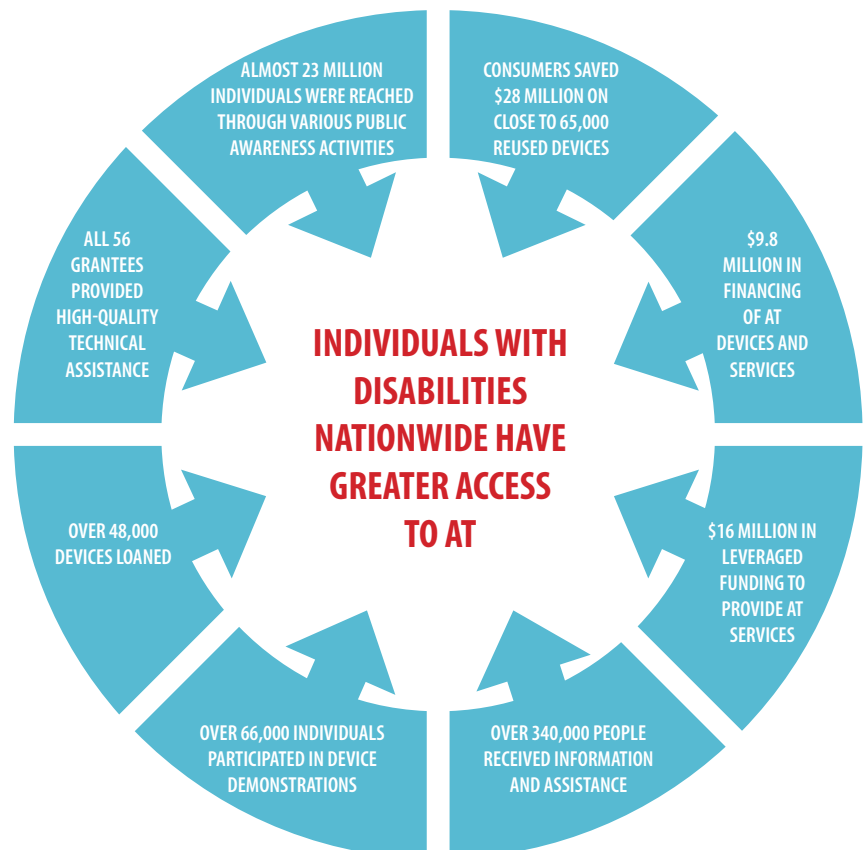 ALMOST 23 MILLION
INDIVIDUALS WERE REACHED
THROUGH VARIOUS PUBLIC
AWARENESS ACTIVITIES
CONSUMERS SAVED
$28 MILLION ON
CLOSE TO 65,000
REUSED DEVICES
$9.8
MILLION IN
FINANCING
OF AT
DEVICES AND
SERVICES
$16 MILLION IN
LEVERAGED
FUNDING TO
PROVIDE AT
SERVICES
OVER 340,000 PEOPLE
RECEIVED INFORMATION
AND ASSISTANCE
OVER 66,000 INDIVIDUALS
PARTICIPATED IN DEVICE
DEMONSTRATIONS
OVER 48,000
DEVICES LOANED
ALL 56
GRANTEES
PROVIDED
HIGH-QUALITY
TECHNICAL
ASSISTANCE
INDIVIDUALS WITH
DISABILITIES
NATIONWIDE HAVE
GREATER ACCESS
TO AT